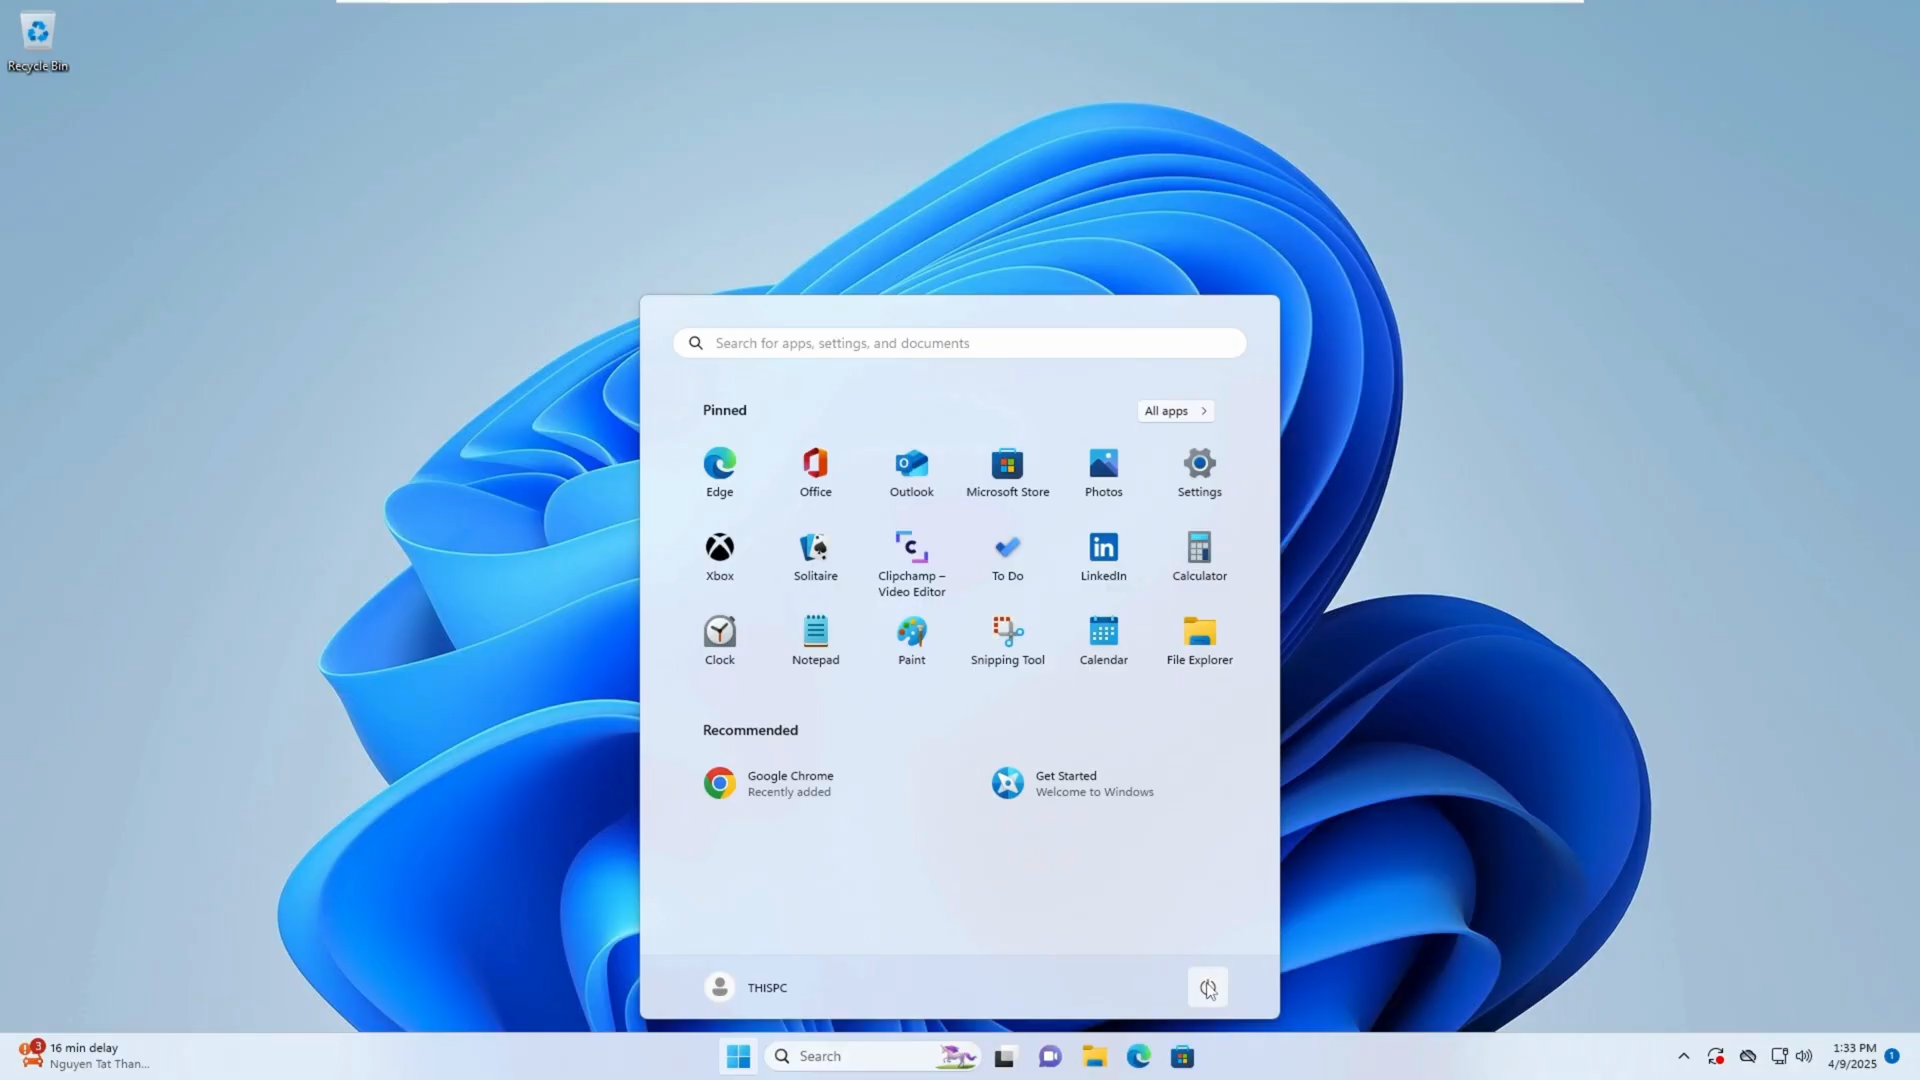 Recycle Bin
Search for apps, settings, and documents
Pinned
All apps
Edge
Office
Outlook
Microsoft Store
Photos
Settings
Xbox
Solitaire
Clipchamp –
Video Editor
To Do
LinkedIn
Calculator
Clock
Notepad
Paint
Snipping Tool
Calendar
File Explorer
Recommended
Google Chrome
Recently added
Get Started
Welcome to Windows
THISPC
3
16 min delay
Nguyen Tat Than...
Search
1:33 PM
4/9/2025
1